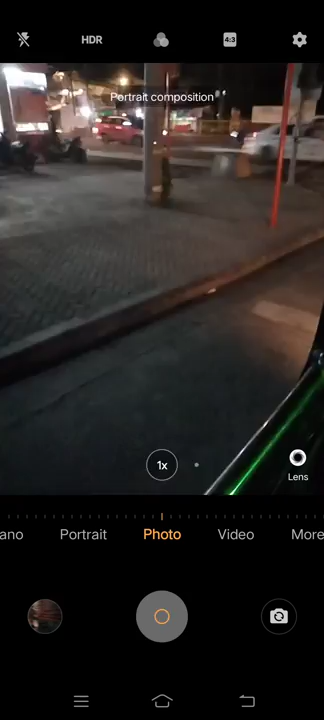 HDR
4:3
Portrait composition
1x
Lens
ano
Portrait
Photo
Video
More